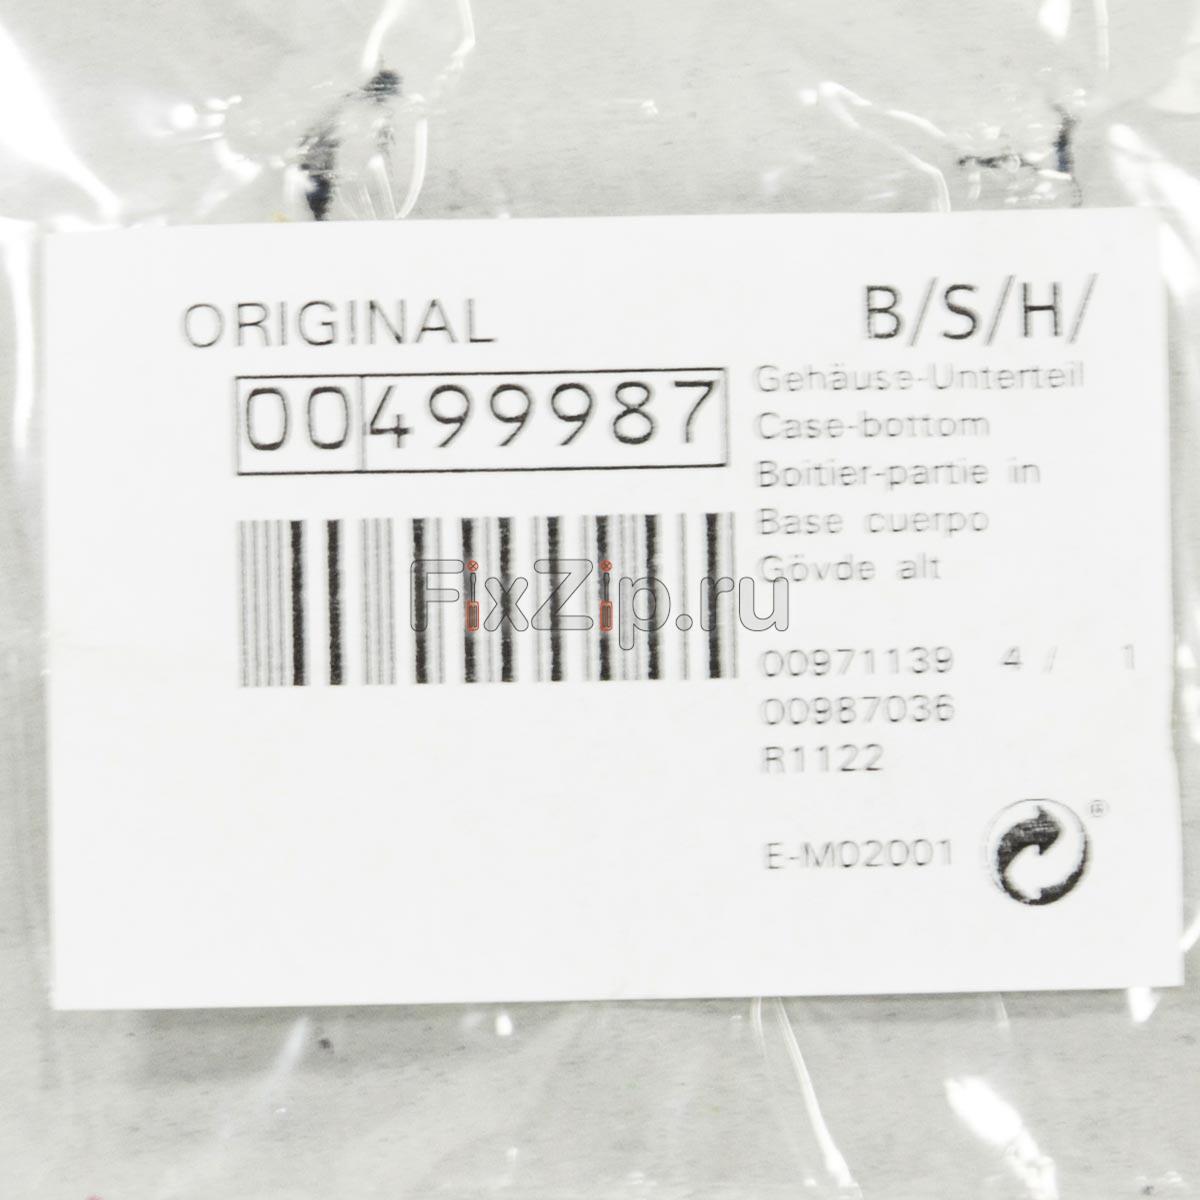 ORIGINAL
B/S/H/
00499987
Gehäuse-Unterteil
Case-bottom
Boitier-partie in
Base cuerpo
Gövde alt
FixZip.ru
00971139 4 / 1
00987036
R1122
E-M02001
®